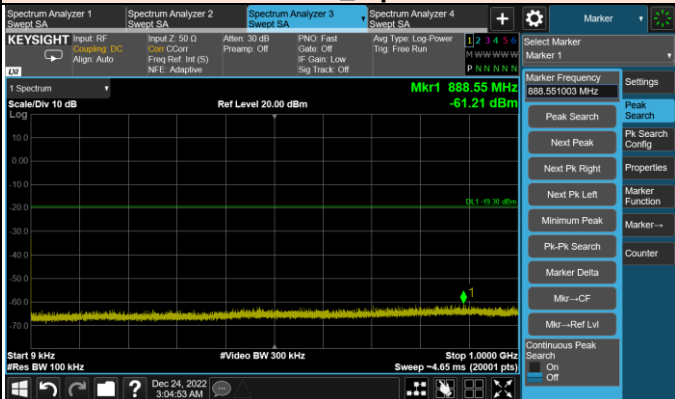 Spectrum Analyzer 1
Swept SA
Spectrum Analyzer 2
Swept SA
Spectrum Analyzer 3
Swept SA
Spectrum Analyzer 4
Swept SA
+
Marker
KEYSIGHT
Input: RF
Coupling: DC
Align: Auto
Input Z: 50 Ω
Corr CCorr
Freq Ref: Int (S)
NFE: Adaptive
Atten: 30 dB
Preamp: Off
PNO: Fast
Gate: Off
IF Gain: Low
Sig Track: Off
Avg Type: Log-Power
Trig: Free Run
1 2 3 4 5 6
M W W W W W
P N N N N N
LXI
Select Marker
Marker 1
1 Spectrum
Mkr1 888.55 MHz
Scale/Div 10 dB
Ref Level 20.00 dBm
-61.21 dBm
Log
10.0
0.00
-10.0
-20.0
-30.0
-40.0
-50.0
-60.0
-70.0
DL1 -19.30 dBm
1
Start 9 kHz
#Video BW 300 kHz
Stop 1.0000 GHz
#Res BW 100 kHz
Sweep ~4.65 ms (20001 pts)
Marker Frequency
888.551003 MHz
Peak Search
Next Peak
Next Pk Right
Next Pk Left
Minimum Peak
Pk-Pk Search
Marker Delta
Mkr→CF
Mkr→Ref Lvl
Continuous Peak
Search
On
Off
Settings
Peak
Search
Pk Search
Config
Properties
Marker
Function
Marker→
Counter
?
Dec 24, 2022
3:04:53 AM